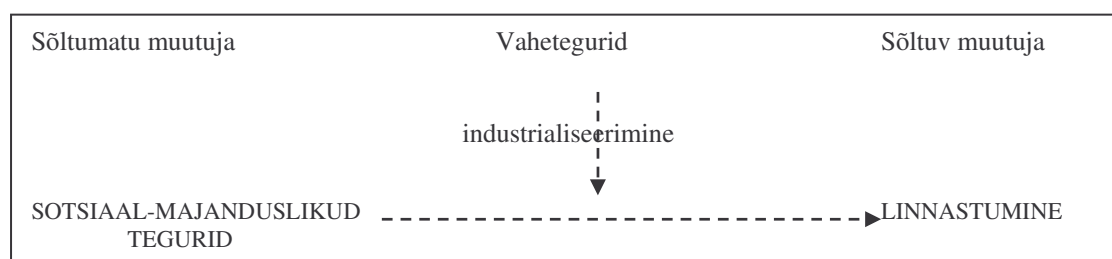 Sõltumatu muutuja Vahetegurid Sõltuv muutuja
industrialiseerimine
SOTSIAAL-MAJANDUSLIKUD LINNASTUMINE
TEGURID